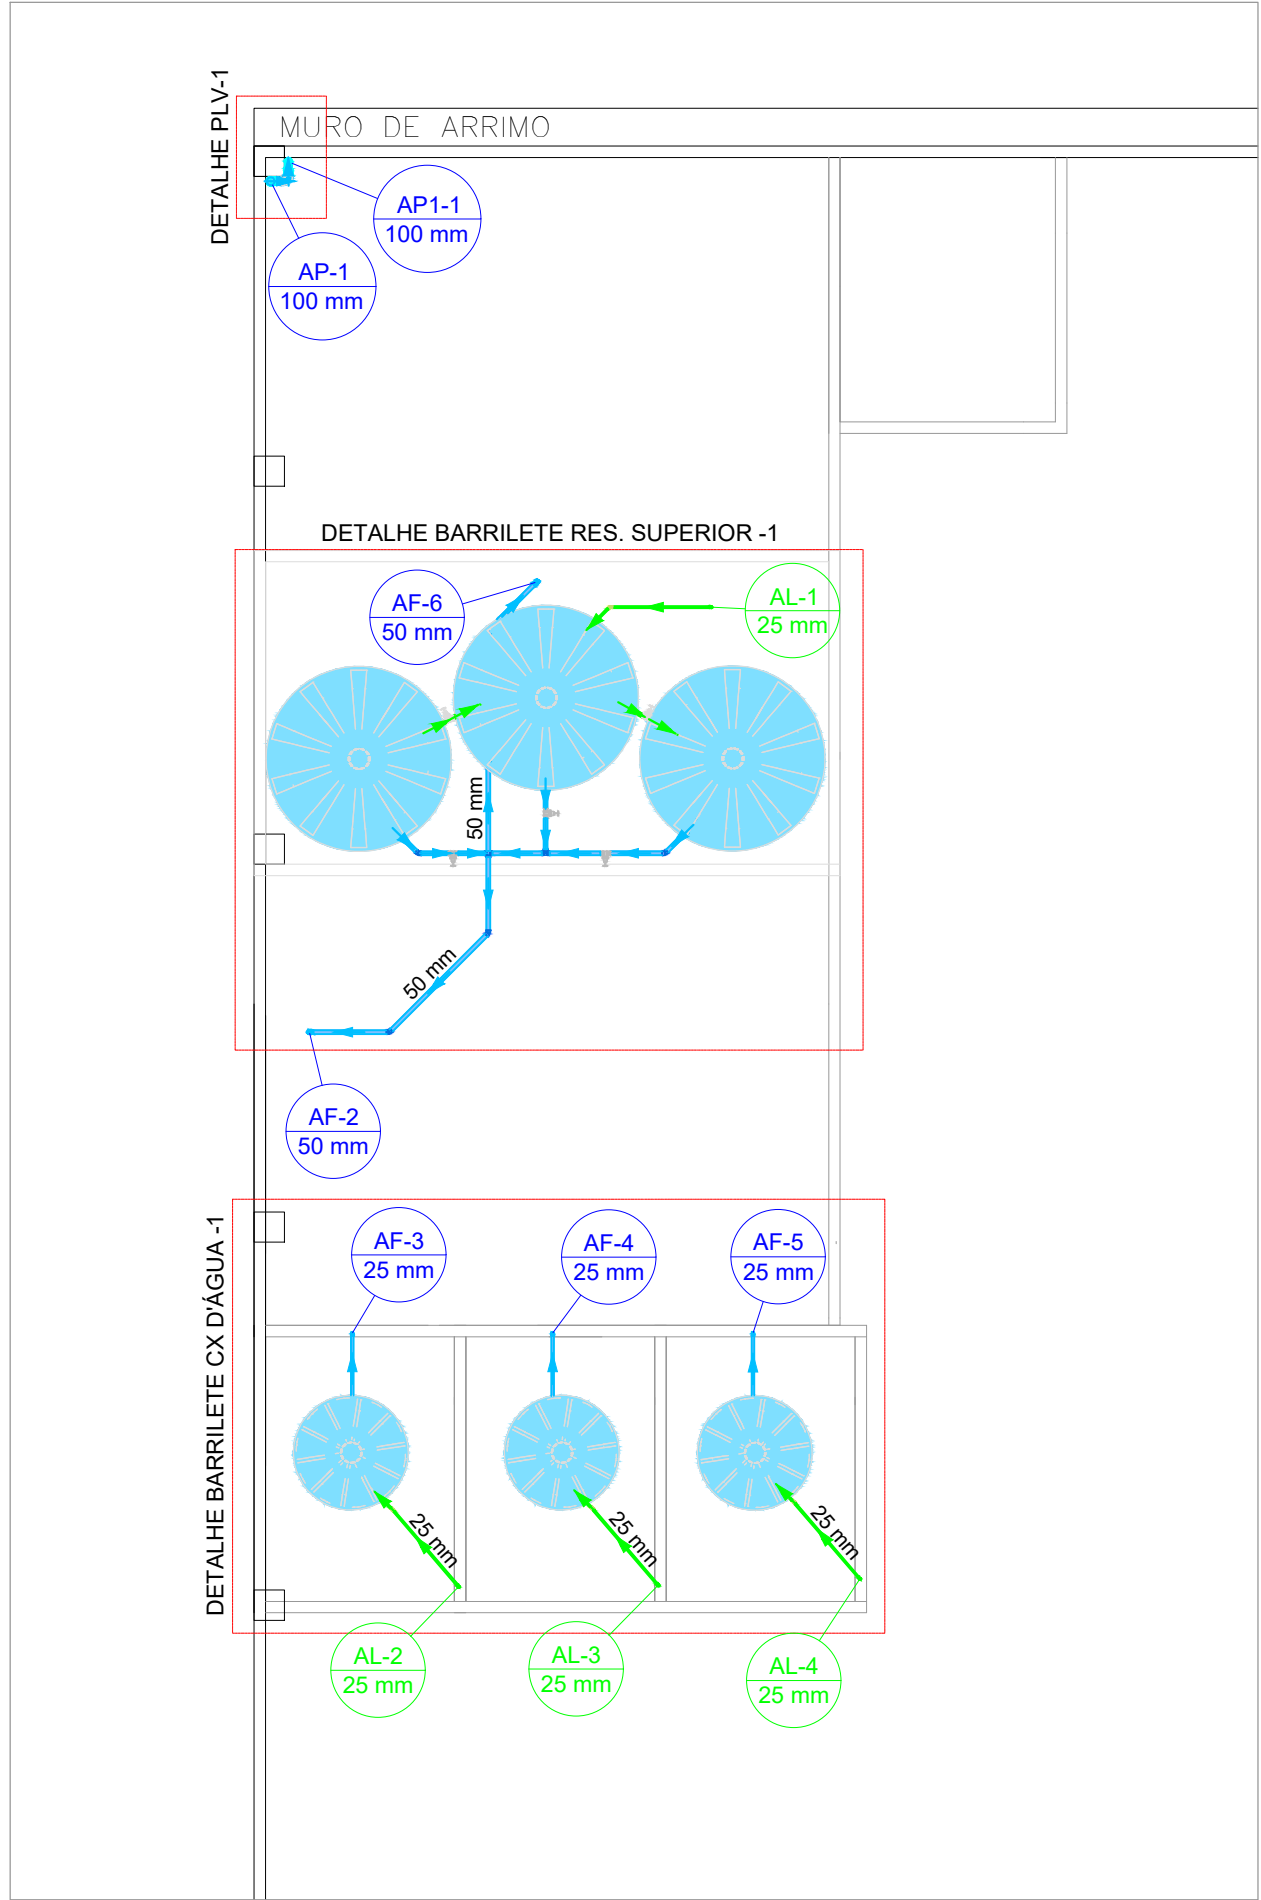 DETALHE PLV-1
MURO DE ARRIMO
AP1-1
100 mm
AP-1
100 mm
DETALHE BARRILETE RES. SUPERIOR -1
AF-6
50 mm
AL-1
25 mm
50 mm
50 mm
AF-2
50 mm
DETALHE BARRILETE CX D'ÁGUA -1
AF-3
25 mm
AF-4
25 mm
AF-5
25 mm
25 mm
25 mm
25 mm
AL-2
25 mm
AL-3
25 mm
AL-4
25 mm